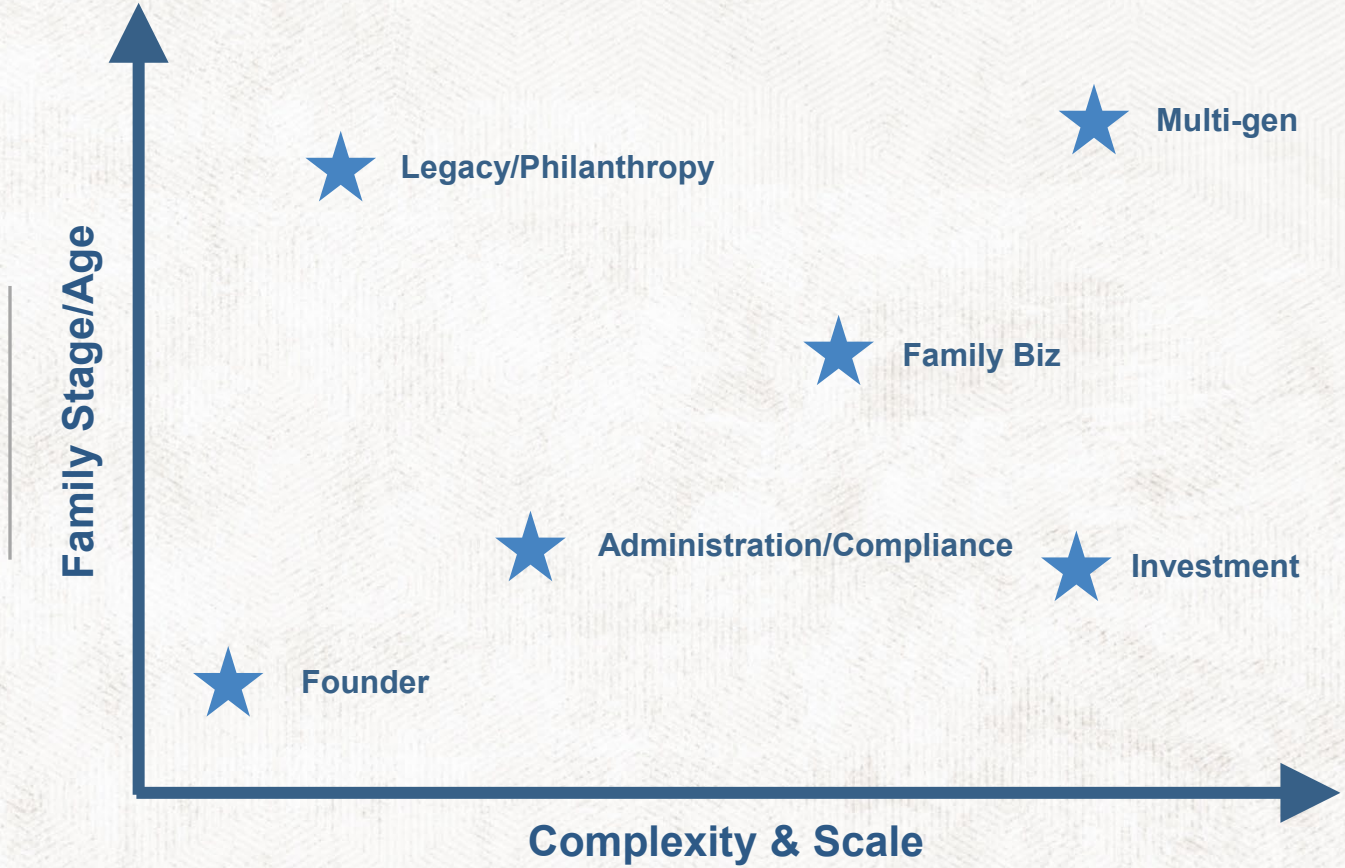 Multi-gen
Legacy/Philanthropy
Family Stage/Age
Family Biz
Administration/Compliance
Investment
Founder
Complexity & Scale